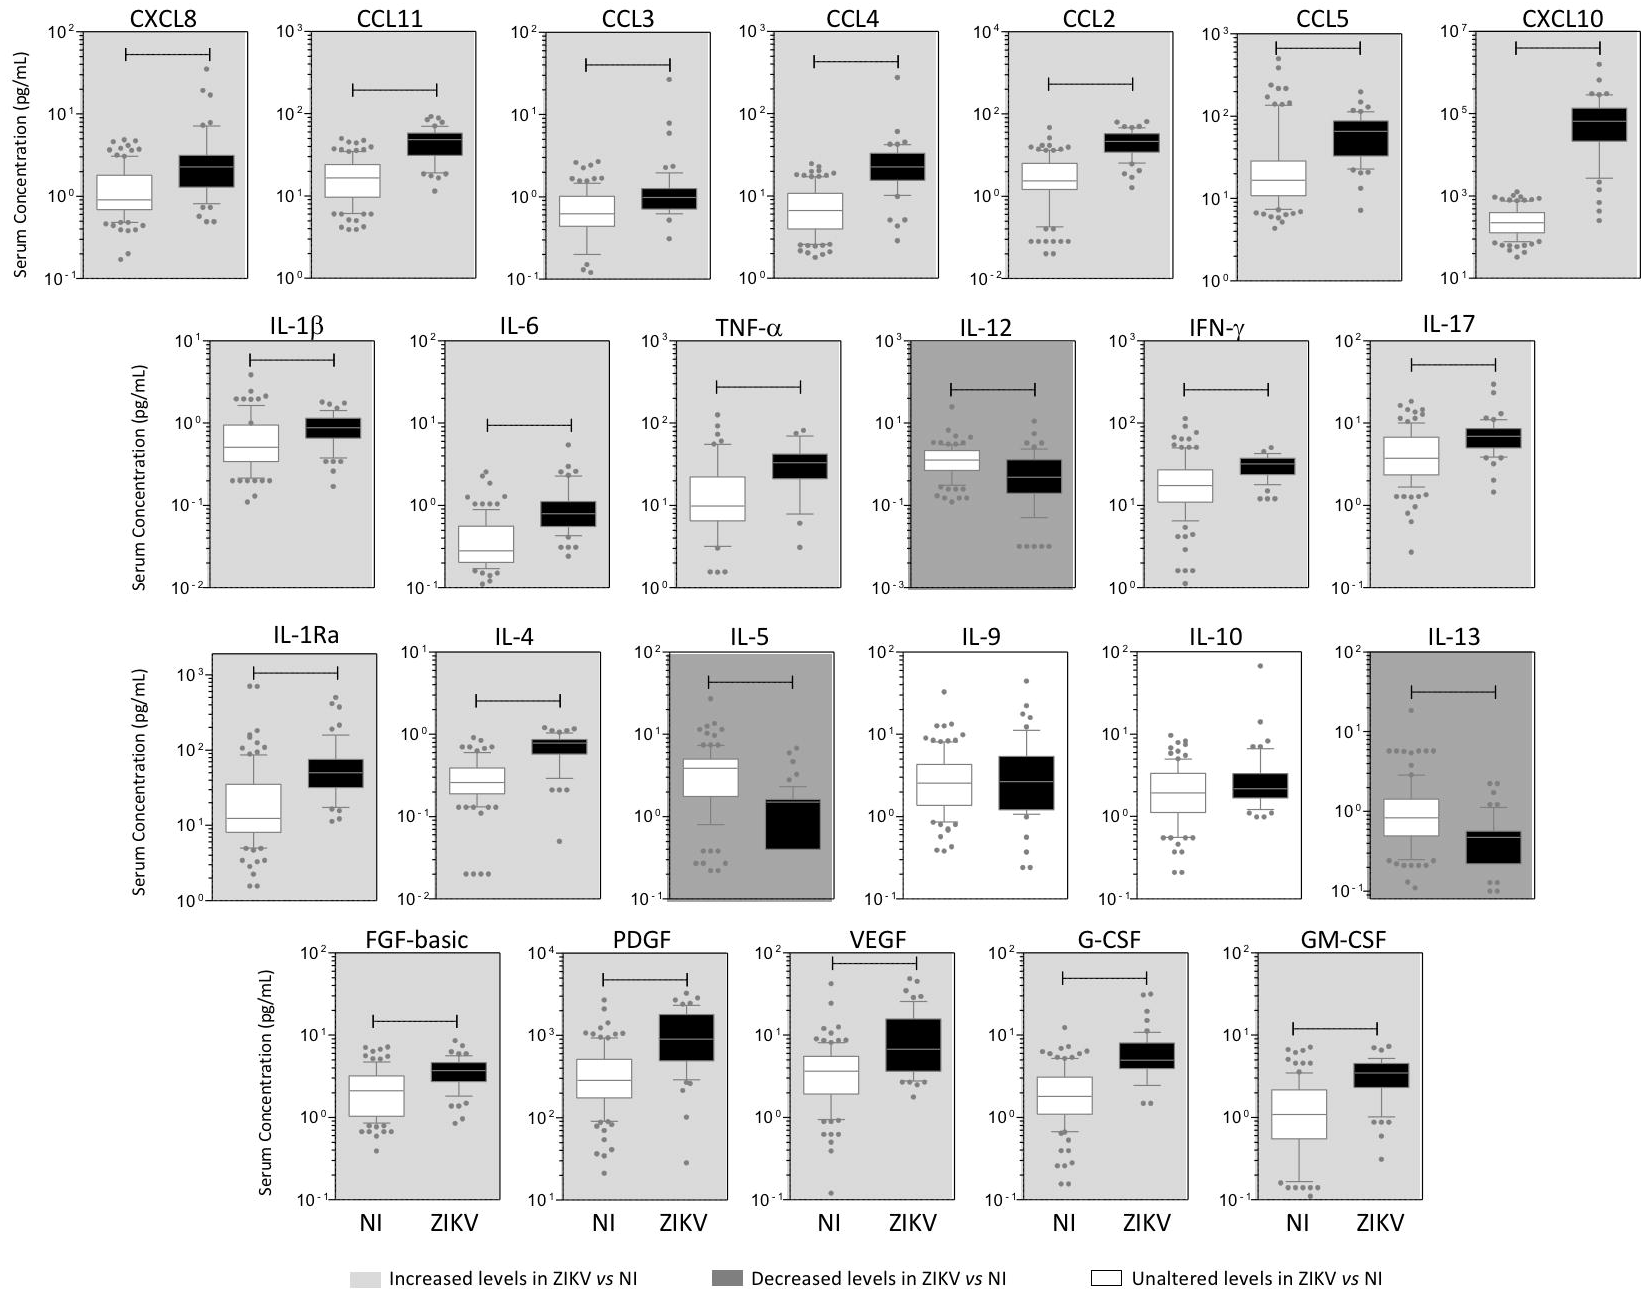 CXCL8 CCL11 CCL3 CCL4 CCL2 CCL5 CXCL10
Serum Concentration (pg/mL)
10² 10¹ 10⁰ 10⁻¹
10³ 10² 10¹ 10⁰
10² 10¹ 10⁰ 10⁻¹
10³ 10² 10¹ 10⁰
10⁴ 10² 10⁰ 10⁻²
10³ 10² 10¹ 10⁰
10⁷ 10⁵ 10³ 10¹
IL-1β IL-6 TNF-α IL-12 IFN-γ IL-17
Serum Concentration (pg/mL)
10¹ 10⁰ 10⁻¹ 10⁻²
10² 10¹ 10⁰ 10⁻¹
10³ 10² 10¹ 10⁰
10³ 10¹ 10⁻¹ 10⁻³
10³ 10² 10¹ 10⁰
10² 10¹ 10⁰ 10⁻¹
IL-1Ra IL-4 IL-5 IL-9 IL-10 IL-13
Serum Concentration (pg/mL)
10³ 10² 10¹ 10⁰
10¹ 10⁰ 10⁻¹ 10⁻²
10² 10¹ 10⁰ 10⁻¹
10² 10¹ 10⁰ 10⁻¹
10² 10¹ 10⁰ 10⁻¹
10² 10¹ 10⁰ 10⁻¹
FGF-basic PDGF VEGF G-CSF GM-CSF
Serum Concentration (pg/mL)
10² 10¹ 10⁰ 10⁻¹
10⁴ 10³ 10² 10¹
10² 10¹ 10⁰ 10⁻¹
10² 10¹ 10⁰ 10⁻¹
10² 10¹ 10⁰ 10⁻¹
NI ZIKV NI ZIKV NI ZIKV NI ZIKV NI ZIKV
Increased levels in ZIKV vs NI Decreased levels in ZIKV vs NI Unaltered levels in ZIKV vs NI